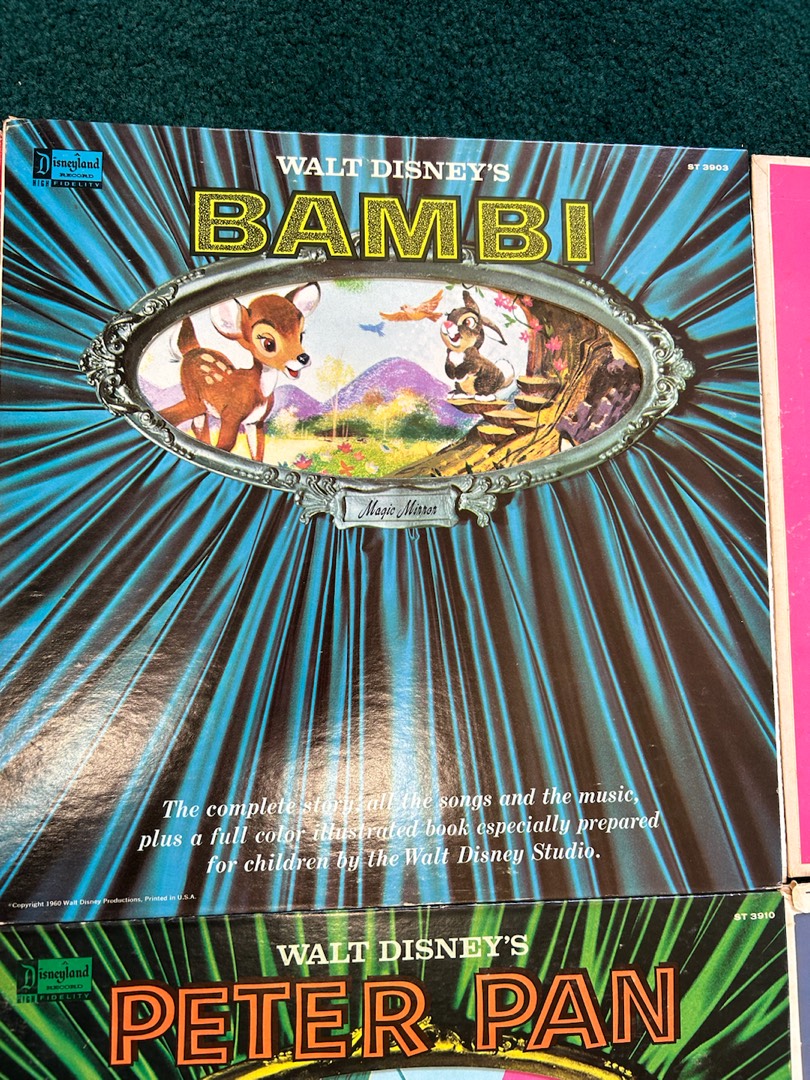 Disneyland
RECORD
HIGH FIDELITY
WALT DISNEY'S
ST 3903
BAMBI
Magic Mirror
The complete story, all the songs and the music,
plus a full color illustrated book especially prepared
for children by the Walt Disney Studio.
©Copyright 1960 Walt Disney Productions, Printed in U.S.A.
Disneyland
RECORD
HIGH FIDELITY
WALT DISNEY'S
ST 3910
PETER PAN